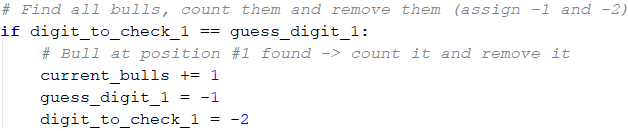 # Find all bulls, count them and remove them (assign -1 and -2)
if digit_to_check_1 == guess_digit_1:
    # Bull at position #1 found -> count it and remove it
    current_bulls += 1
    guess_digit_1 = -1
    digit_to_check_1 = -2